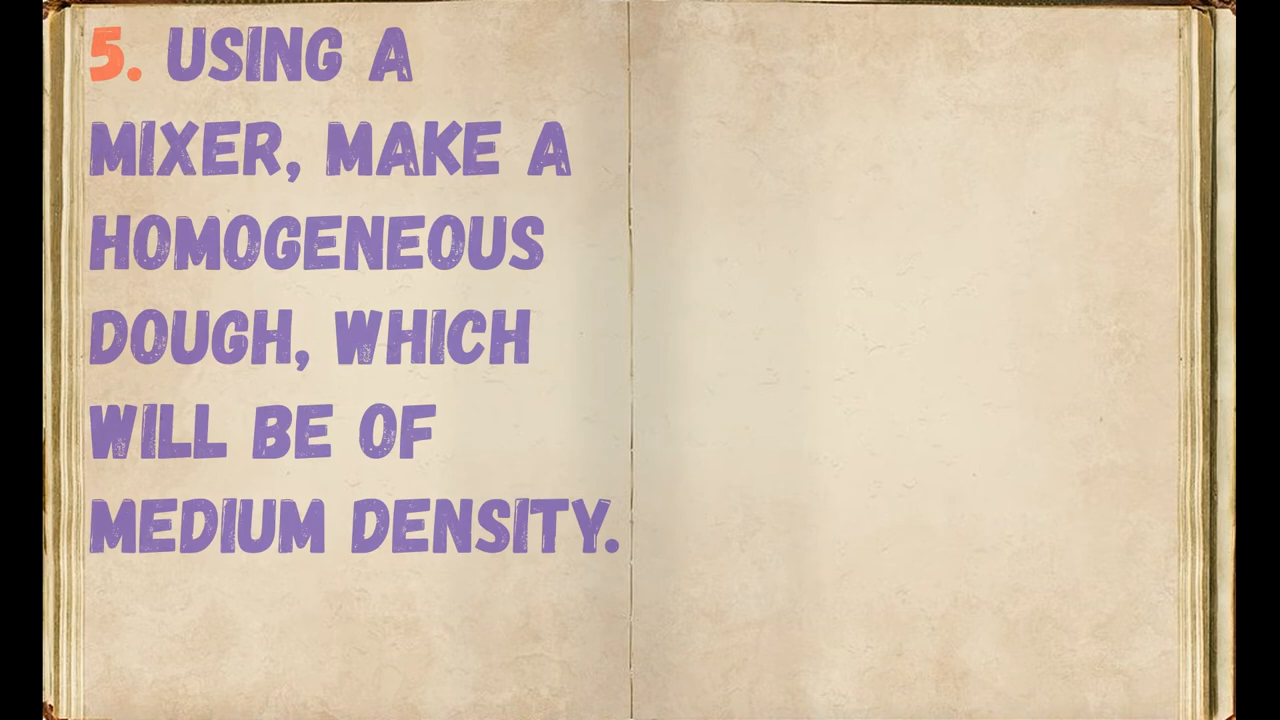 5. USING A
MIXER, MAKE A
HOMOGENEOUS
DOUGH, WHICH
WILL BE OF
MEDIUM DENSITY.